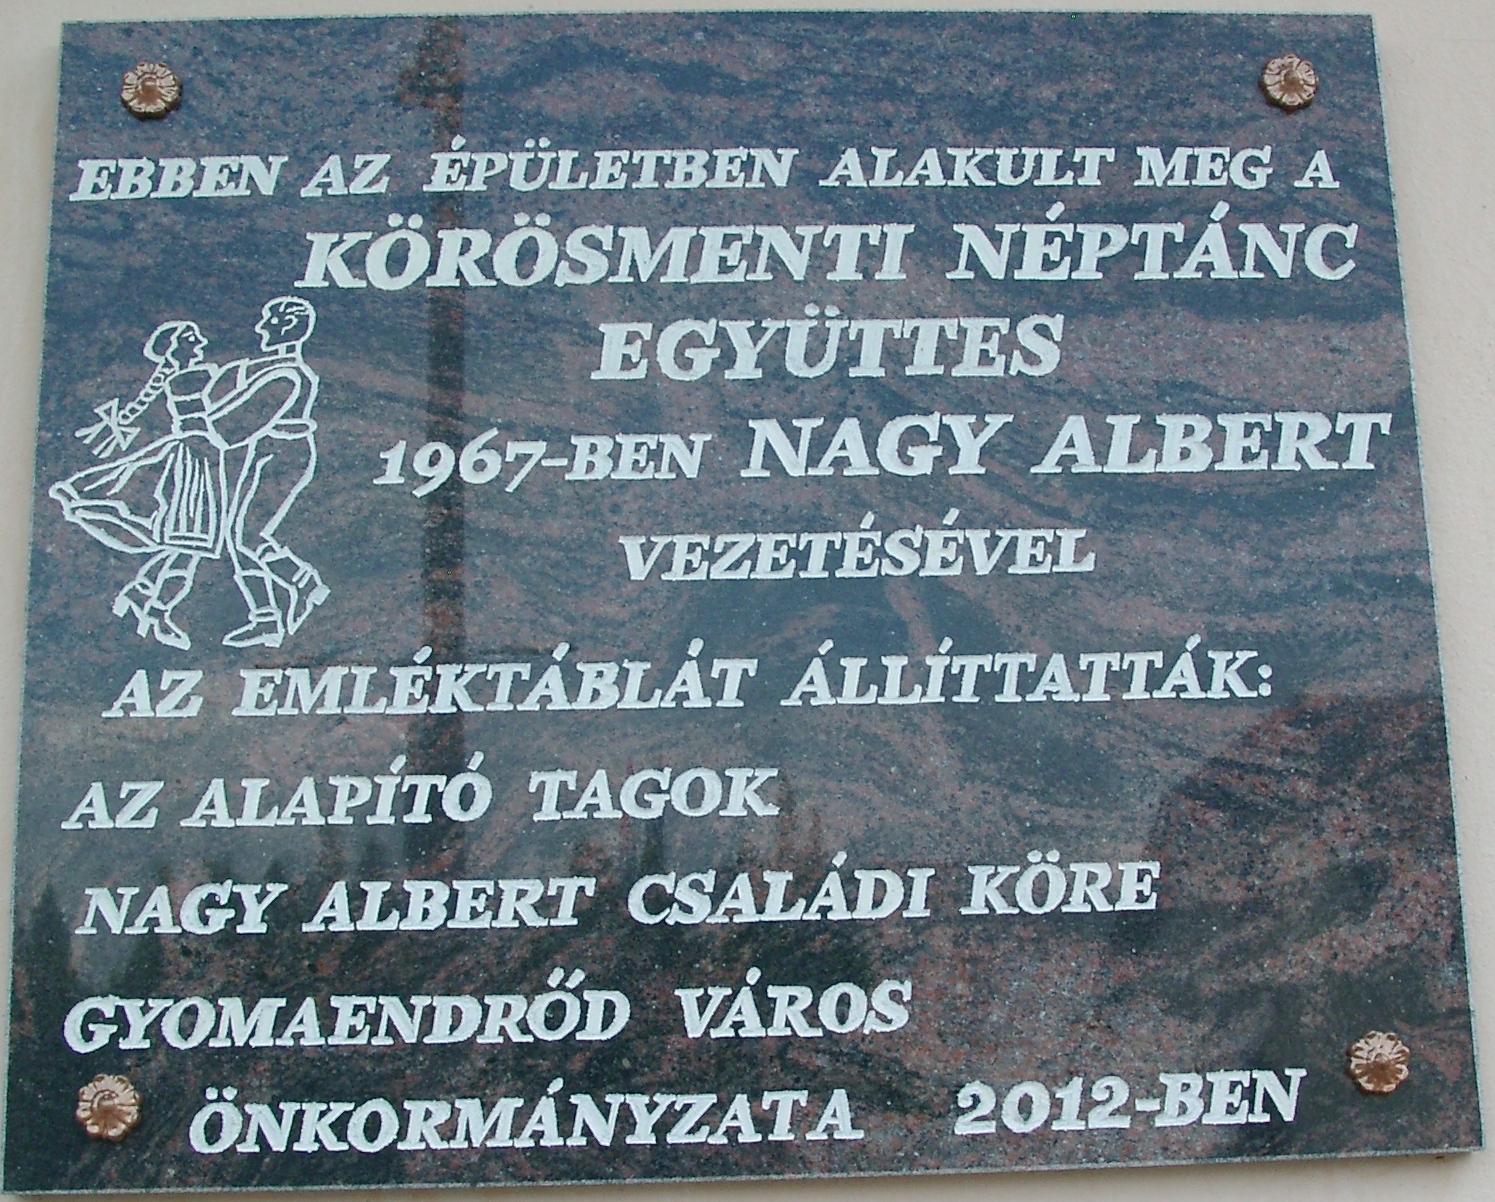 EBBEN AZ ÉPÜLETBEN ALAKULT MEG A
KÖRÖSMENTI NÉPTÁNC
EGYÜTTES
1967-BEN NAGY ALBERT
VEZETÉSÉVEL
AZ EMLÉKTÁBLÁT ÁLLÍTTATTÁK:
AZ ALAPÍTÓ TAGOK
NAGY ALBERT CSALÁDI KÖRE
GYOMAENDRŐD VÁROS
ÖNKORMÁNYZATA 2012-BEN